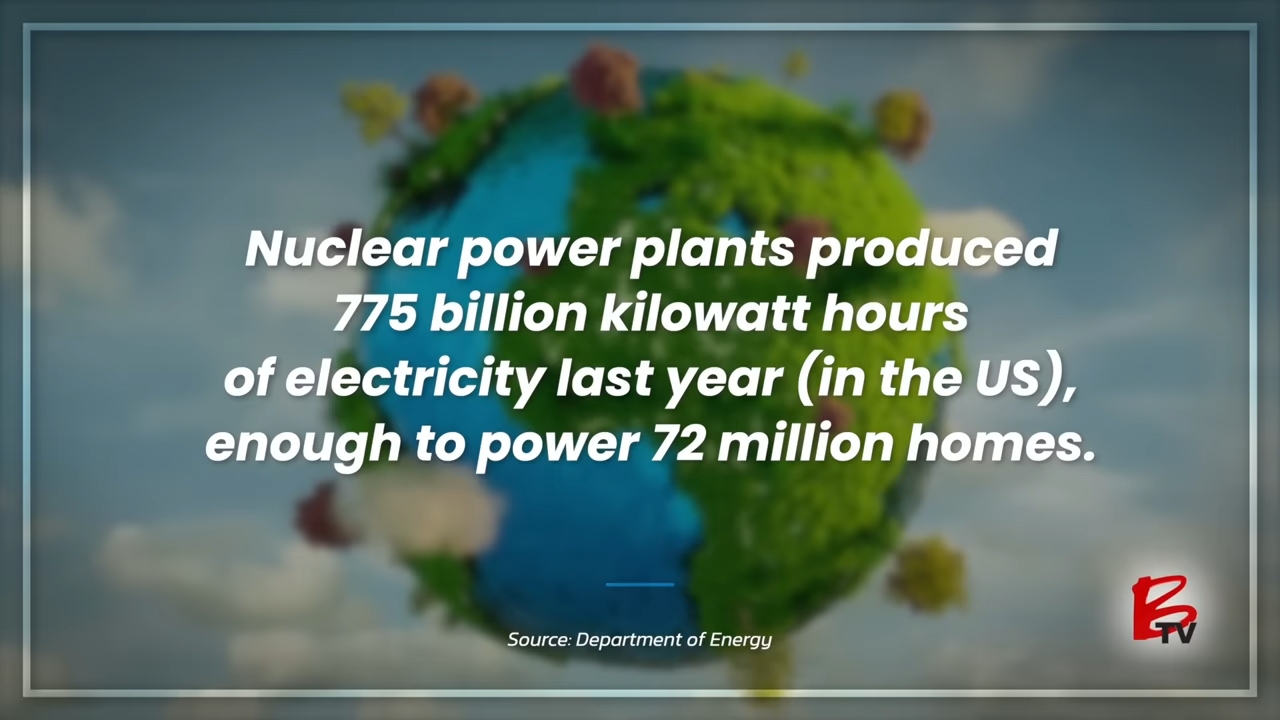 Nuclear power plants produced
775 billion kilowatt hours
of electricity last year (in the US),
enough to power 72 million homes.
Source: Department of Energy
B
TV